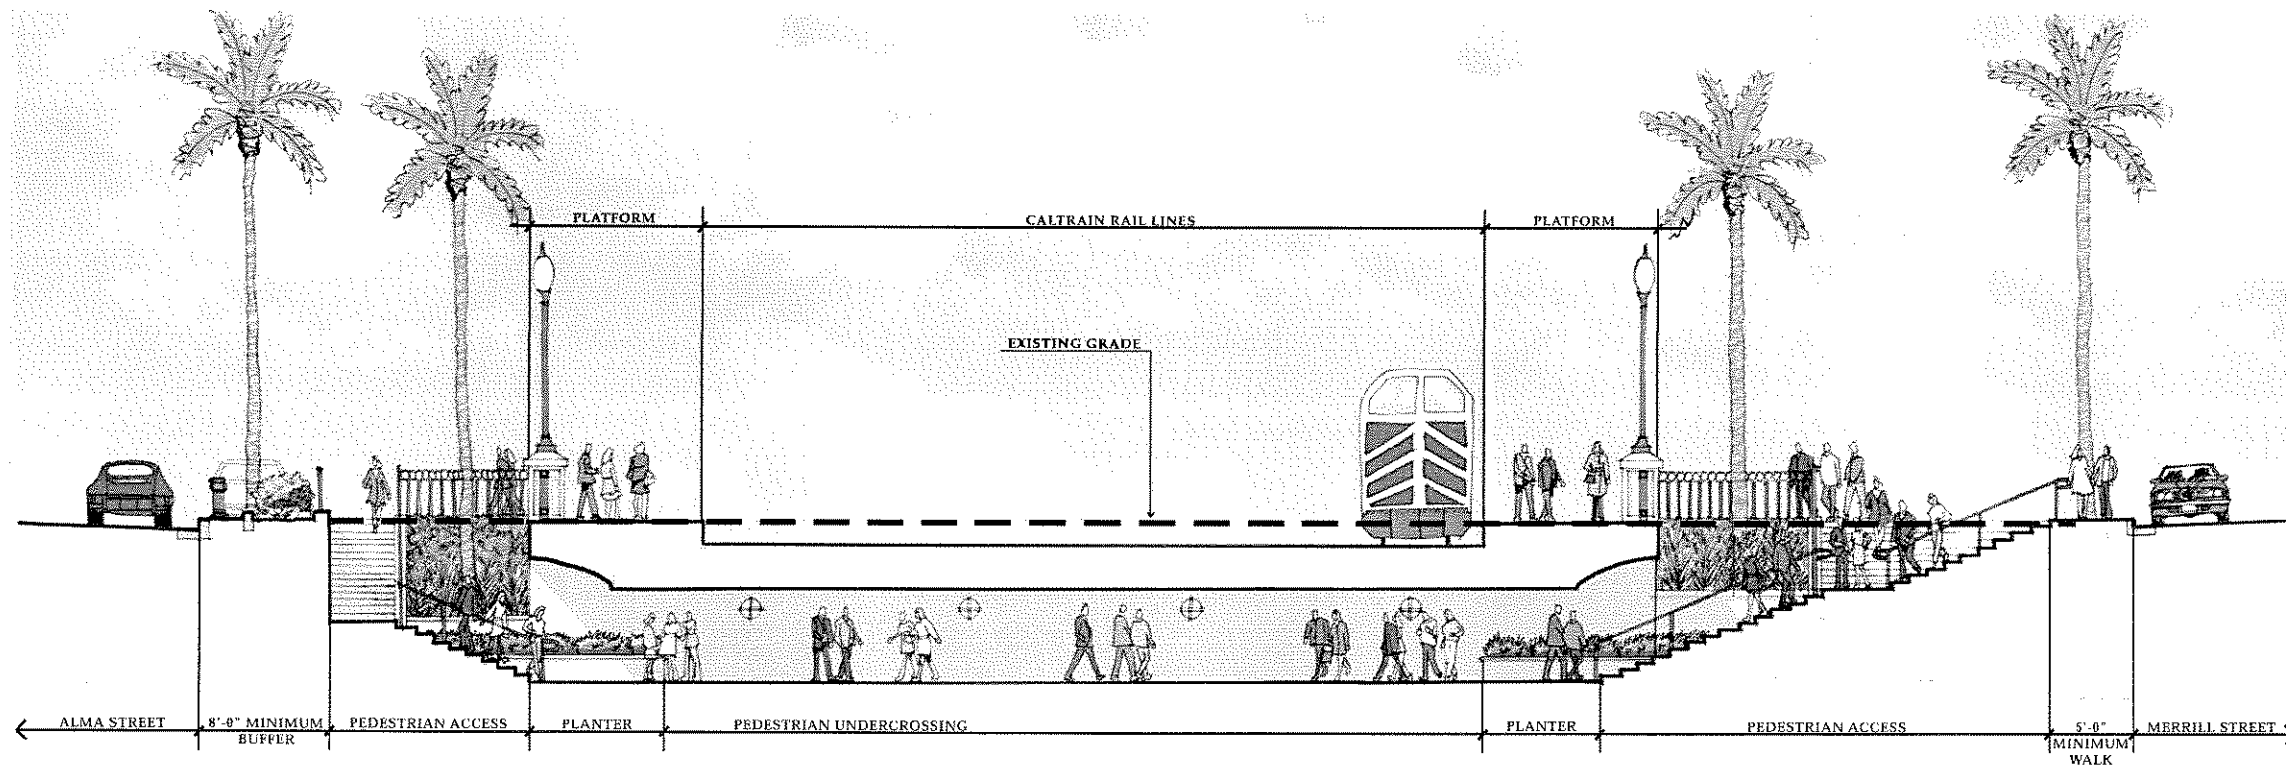 PLATFORM
CALTRAIN RAIL LINES
PLATFORM
EXISTING GRADE
ALMA STREET
8'-0" MINIMUM
BUFFER
PEDESTRIAN ACCESS
PLANTER
PEDESTRIAN UNDERCROSSING
PLANTER
PEDESTRIAN ACCESS
5'-0"
MINIMUM
WALK
MERRILL STREET